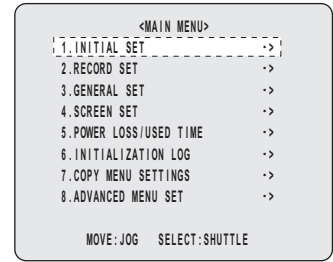 <MAIN MENU>
1.INITIAL SET ->
2.RECORD SET ->
3.GENERAL SET ->
4.SCREEN SET ->
5.POWER LOSS/USED TIME ->
6.INITIALIZATION LOG ->
7.COPY MENU SETTINGS ->
8.ADVANCED MENU SET ->
MOVE:JOG SELECT:SHUTTLE